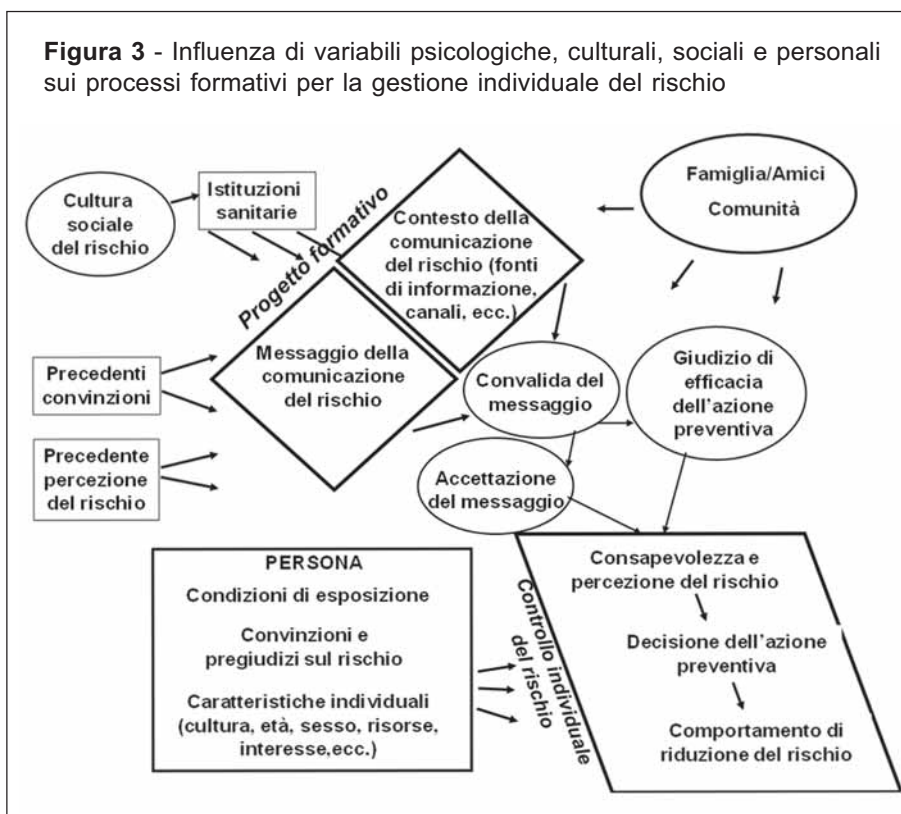 Figura 3 - Influenza di variabili psicologiche, culturali, sociali e personali
sui processi formativi per la gestione individuale del rischio
Cultura
sociale
del rischio
Istituzioni
sanitarie
Progetto formativo
Contesto della
comunicazione
del rischio (fonti
di informazione,
canali, ecc.)
Famiglia/Amici
Comunità
Precedenti
convinzioni
Messaggio della
comunicazione
del rischio
Convalida del
messaggio
Giudizio di
efficacia
dell'azione
preventiva
Precedente
percezione
del rischio
Accettazione
del messaggio
PERSONA
Condizioni di esposizione
Convinzioni e
pregiudizi sul rischio
Caratteristiche individuali
(cultura, età, sesso, risorse,
interesse,ecc.)
Controllo individuale
del rischio
Consapevolezza e
percezione del rischio
Decisione dell'azione
preventiva
Comportamento di
riduzione del rischio